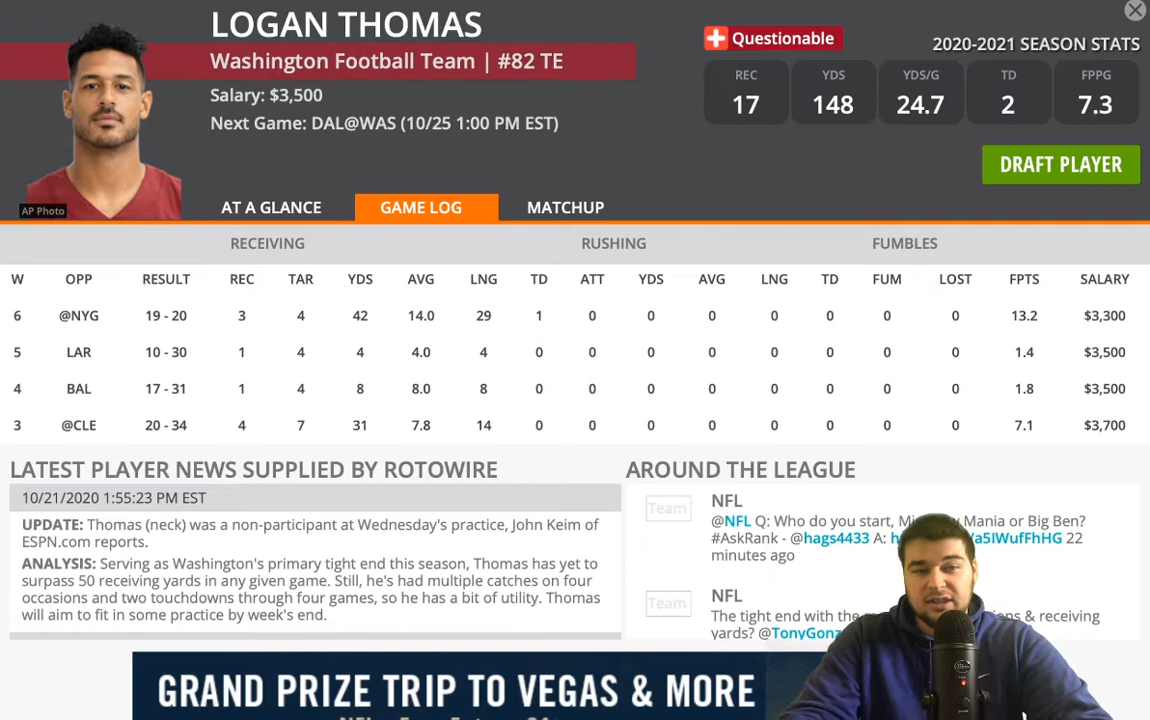 LOGAN THOMAS
Washington Football Team | #82 TE
Salary: $3,500
Next Game: DAL@WAS (10/25 1:00 PM EST)
AP Photo
Questionable
2020-2021 SEASON STATS
REC YDS YDS/G TD FPPG
17 148 24.7 2 7.3
DRAFT PLAYER
AT A GLANCE GAME LOG MATCHUP
RECEIVING RUSHING FUMBLES
W OPP RESULT REC TAR YDS AVG LNG TD ATT YDS AVG LNG TD FUM LOST FPTS SALARY
6 @NYG 19 - 20 3 4 42 14.0 29 1 0 0 0 0 0 0 0 13.2 $3,300
5 LAR 10 - 30 1 4 4 4.0 4 0 0 0 0 0 0 0 0 1.4 $3,500
4 BAL 17 - 31 1 4 8 8.0 8 0 0 0 0 0 0 0 0 1.8 $3,500
3 @CLE 20 - 34 4 7 31 7.8 14 0 0 0 0 0 0 0 0 7.1 $3,700
LATEST PLAYER NEWS SUPPLIED BY ROTOWIRE
10/21/2020 1:55:23 PM EST
UPDATE: Thomas (neck) was a non-participant at Wednesday's practice, John Keim of
ESPN.com reports.
ANALYSIS: Serving as Washington's primary tight end this season, Thomas has yet to
surpass 50 receiving yards in any given game. Still, he's had multiple catches on four
occasions and two touchdowns through four games, so he has a bit of utility. Thomas
will aim to fit in some practice by week's end.
AROUND THE LEAGUE
Team
NFL
@NFL Q: Who do you start, Mania or Big Ben?
#AskRank - @hags4433 A: 22
minutes ago
Team
NFL
The tight end with the & receiving
yards?
GRAND PRIZE TRIP TO VEGAS & MORE